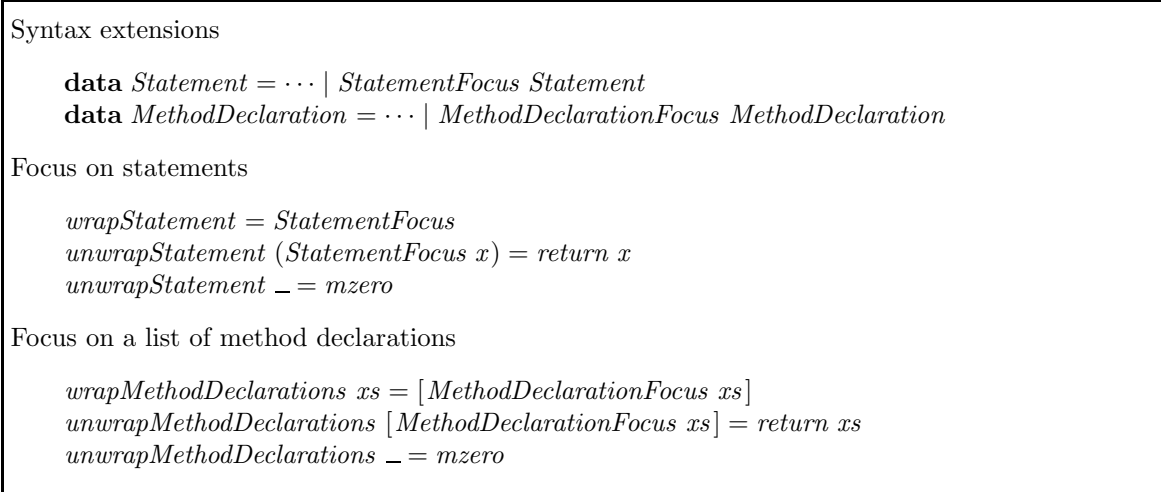 Syntax extensions
data Statement = ··· | StatementFocus Statement
data MethodDeclaration = ··· | MethodDeclarationFocus MethodDeclaration
Focus on statements
wrapStatement = StatementFocus
unwrapStatement (StatementFocus x) = return x
unwrapStatement _ = mzero
Focus on a list of method declarations
wrapMethodDeclarations xs = [MethodDeclarationFocus xs]
unwrapMethodDeclarations [MethodDeclarationFocus xs] = return xs
unwrapMethodDeclarations _ = mzero